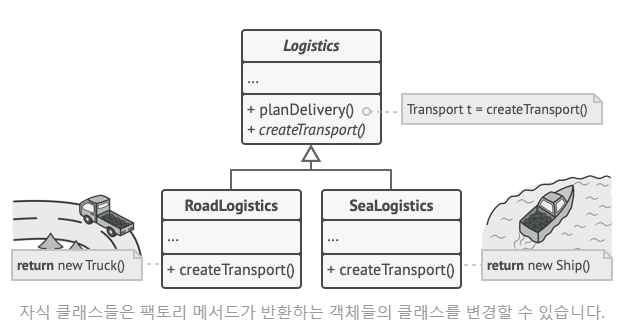 Logistics
...
+ planDelivery()
+ createTransport()
Transport t = createTransport()
RoadLogistics
...
+ createTransport()
SeaLogistics
...
+ createTransport()
return new Truck()
return new Ship()
자식 클래스들은 팩토리 메서드가 반환하는 객체들의 클래스를 변경할 수 있습니다.